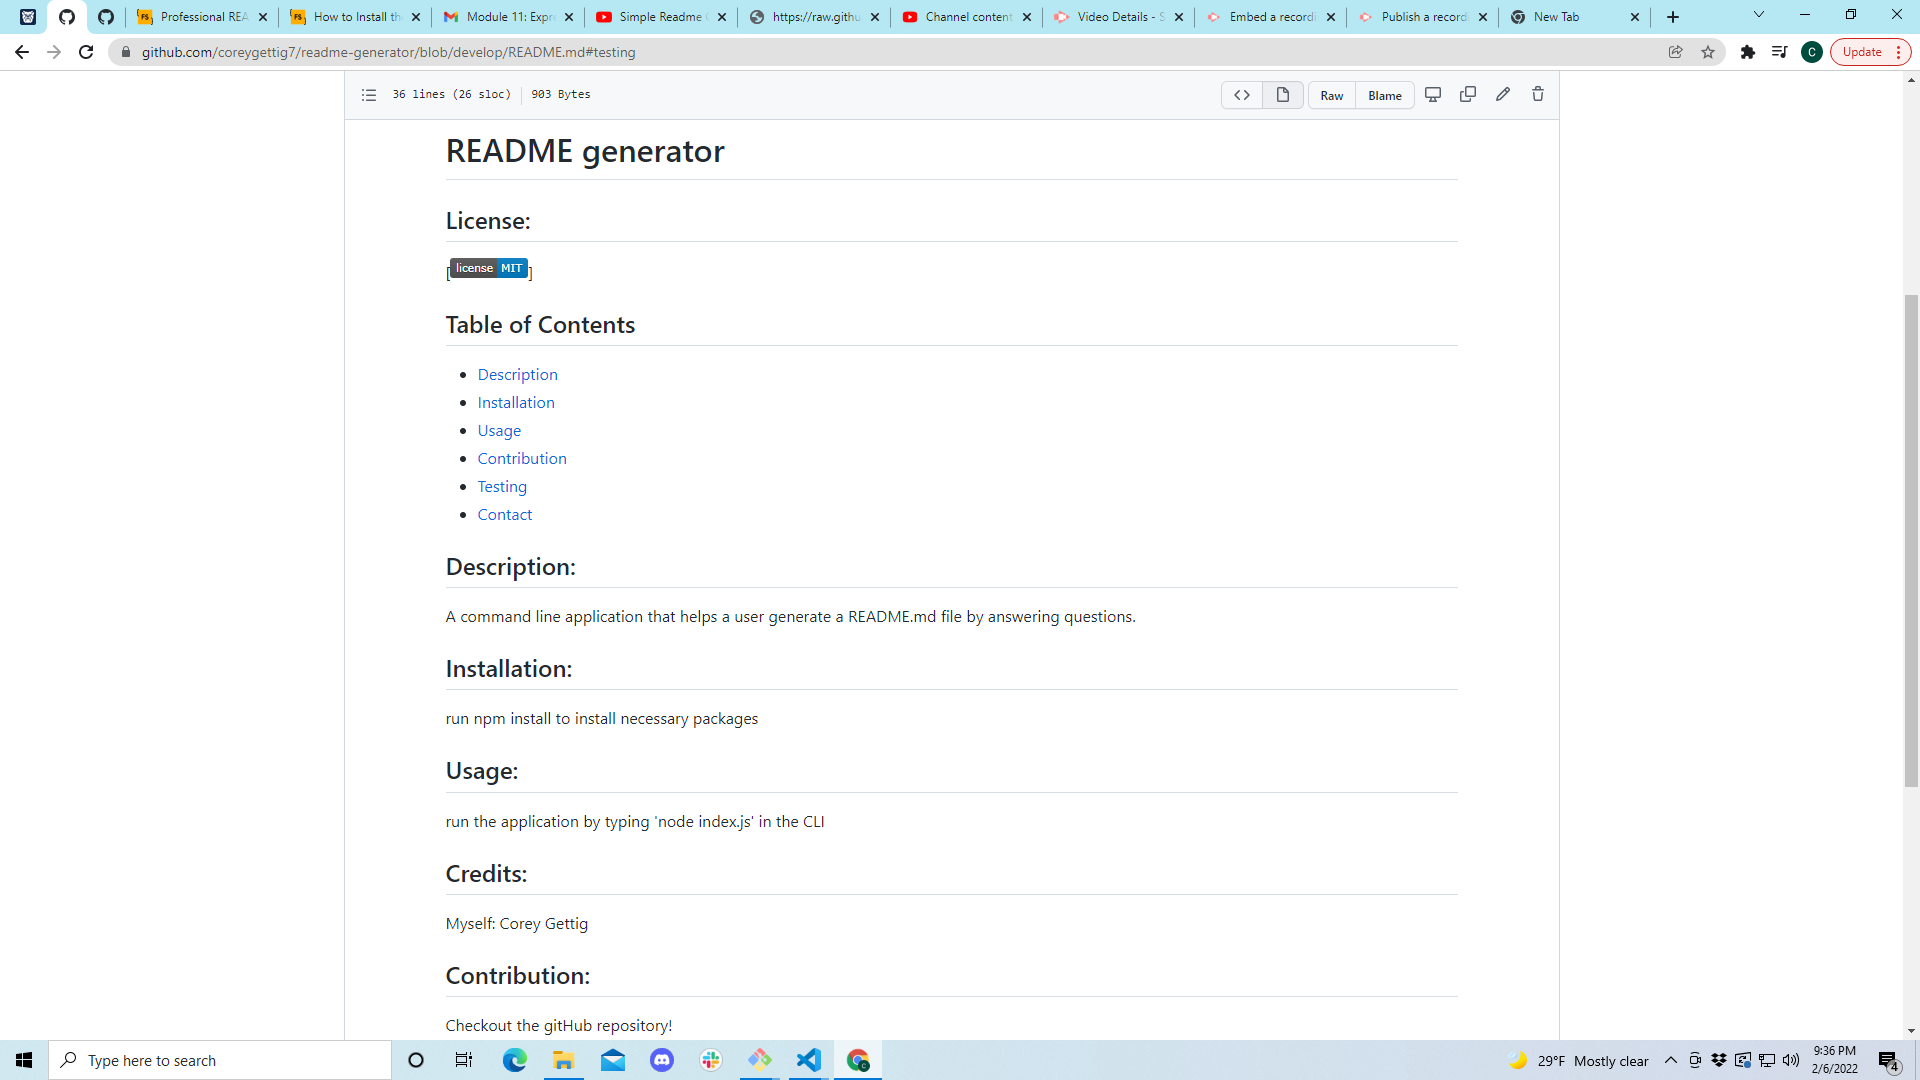 Professional REA
How to Install th
Module 11: Expr
Simple Readme
https://raw.githu
Channel content
Video Details - S
Embed a recordi
Publish a recordi
New Tab
github.com/coreygettig7/readme-generator/blob/develop/README.md#testing
C
Update
36 lines (26 sloc)
903 Bytes
Raw
Blame
README generator
License:
[license MIT]
Table of Contents
Description
Installation
Usage
Contribution
Testing
Contact
Description:
A command line application that helps a user generate a README.md file by answering questions.
Installation:
run npm install to install necessary packages
Usage:
run the application by typing 'node index.js' in the CLI
Credits:
Myself: Corey Gettig
Contribution:
Checkout the gitHub repository!
Type here to search
29°F Mostly clear
9:36 PM
2/6/2022
4